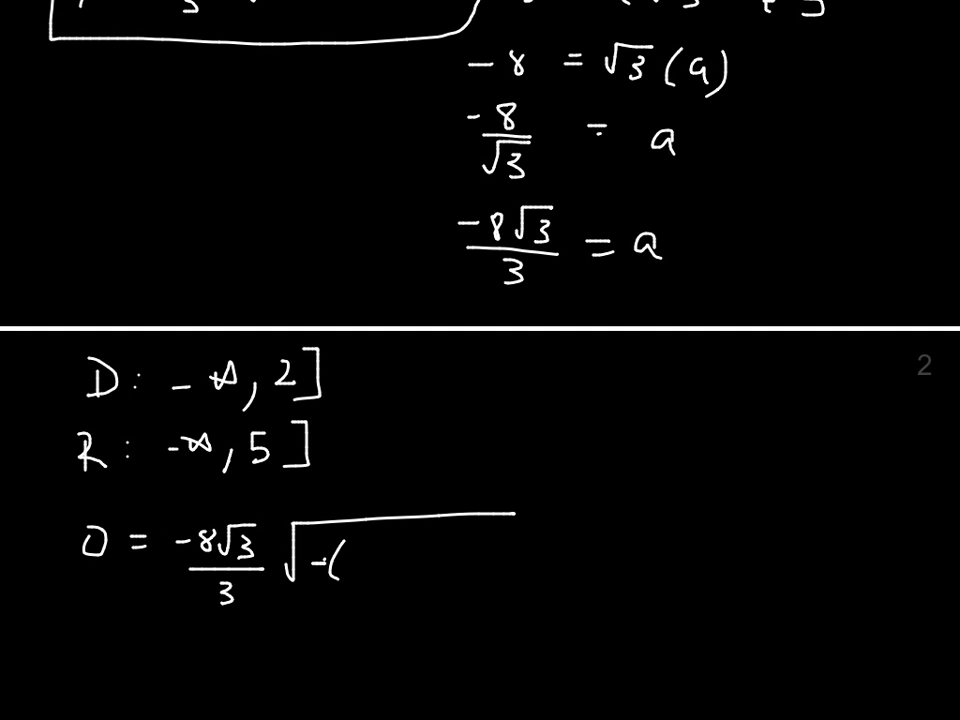 -8 = √3 (a)
-8/√3 = a
-8√3/3 = a
2
D: -∞, 2]
R: -∞, 5]
0 = -8√3/3 √-(